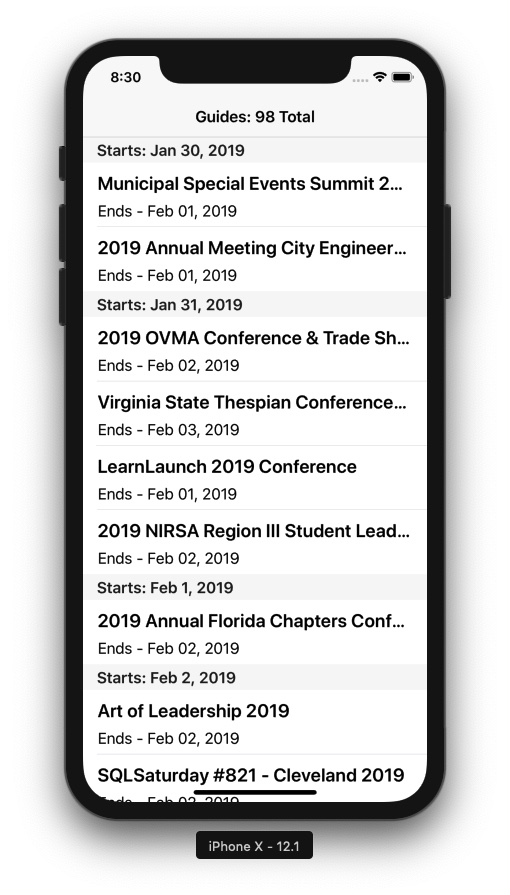 8:30
Guides: 98 Total
Starts: Jan 30, 2019
Municipal Special Events Summit 2...
Ends - Feb 01, 2019
2019 Annual Meeting City Engineer...
Ends - Feb 01, 2019
Starts: Jan 31, 2019
2019 OVMA Conference & Trade Sh...
Ends - Feb 02, 2019
Virginia State Thespian Conference...
Ends - Feb 03, 2019
LearnLaunch 2019 Conference
Ends - Feb 01, 2019
2019 NIRSA Region III Student Lead...
Ends - Feb 02, 2019
Starts: Feb 1, 2019
2019 Annual Florida Chapters Conf...
Ends - Feb 02, 2019
Starts: Feb 2, 2019
Art of Leadership 2019
Ends - Feb 02, 2019
SQLSaturday #821 - Cleveland 2019
Ends - Feb 02, 2019
iPhone X - 12.1